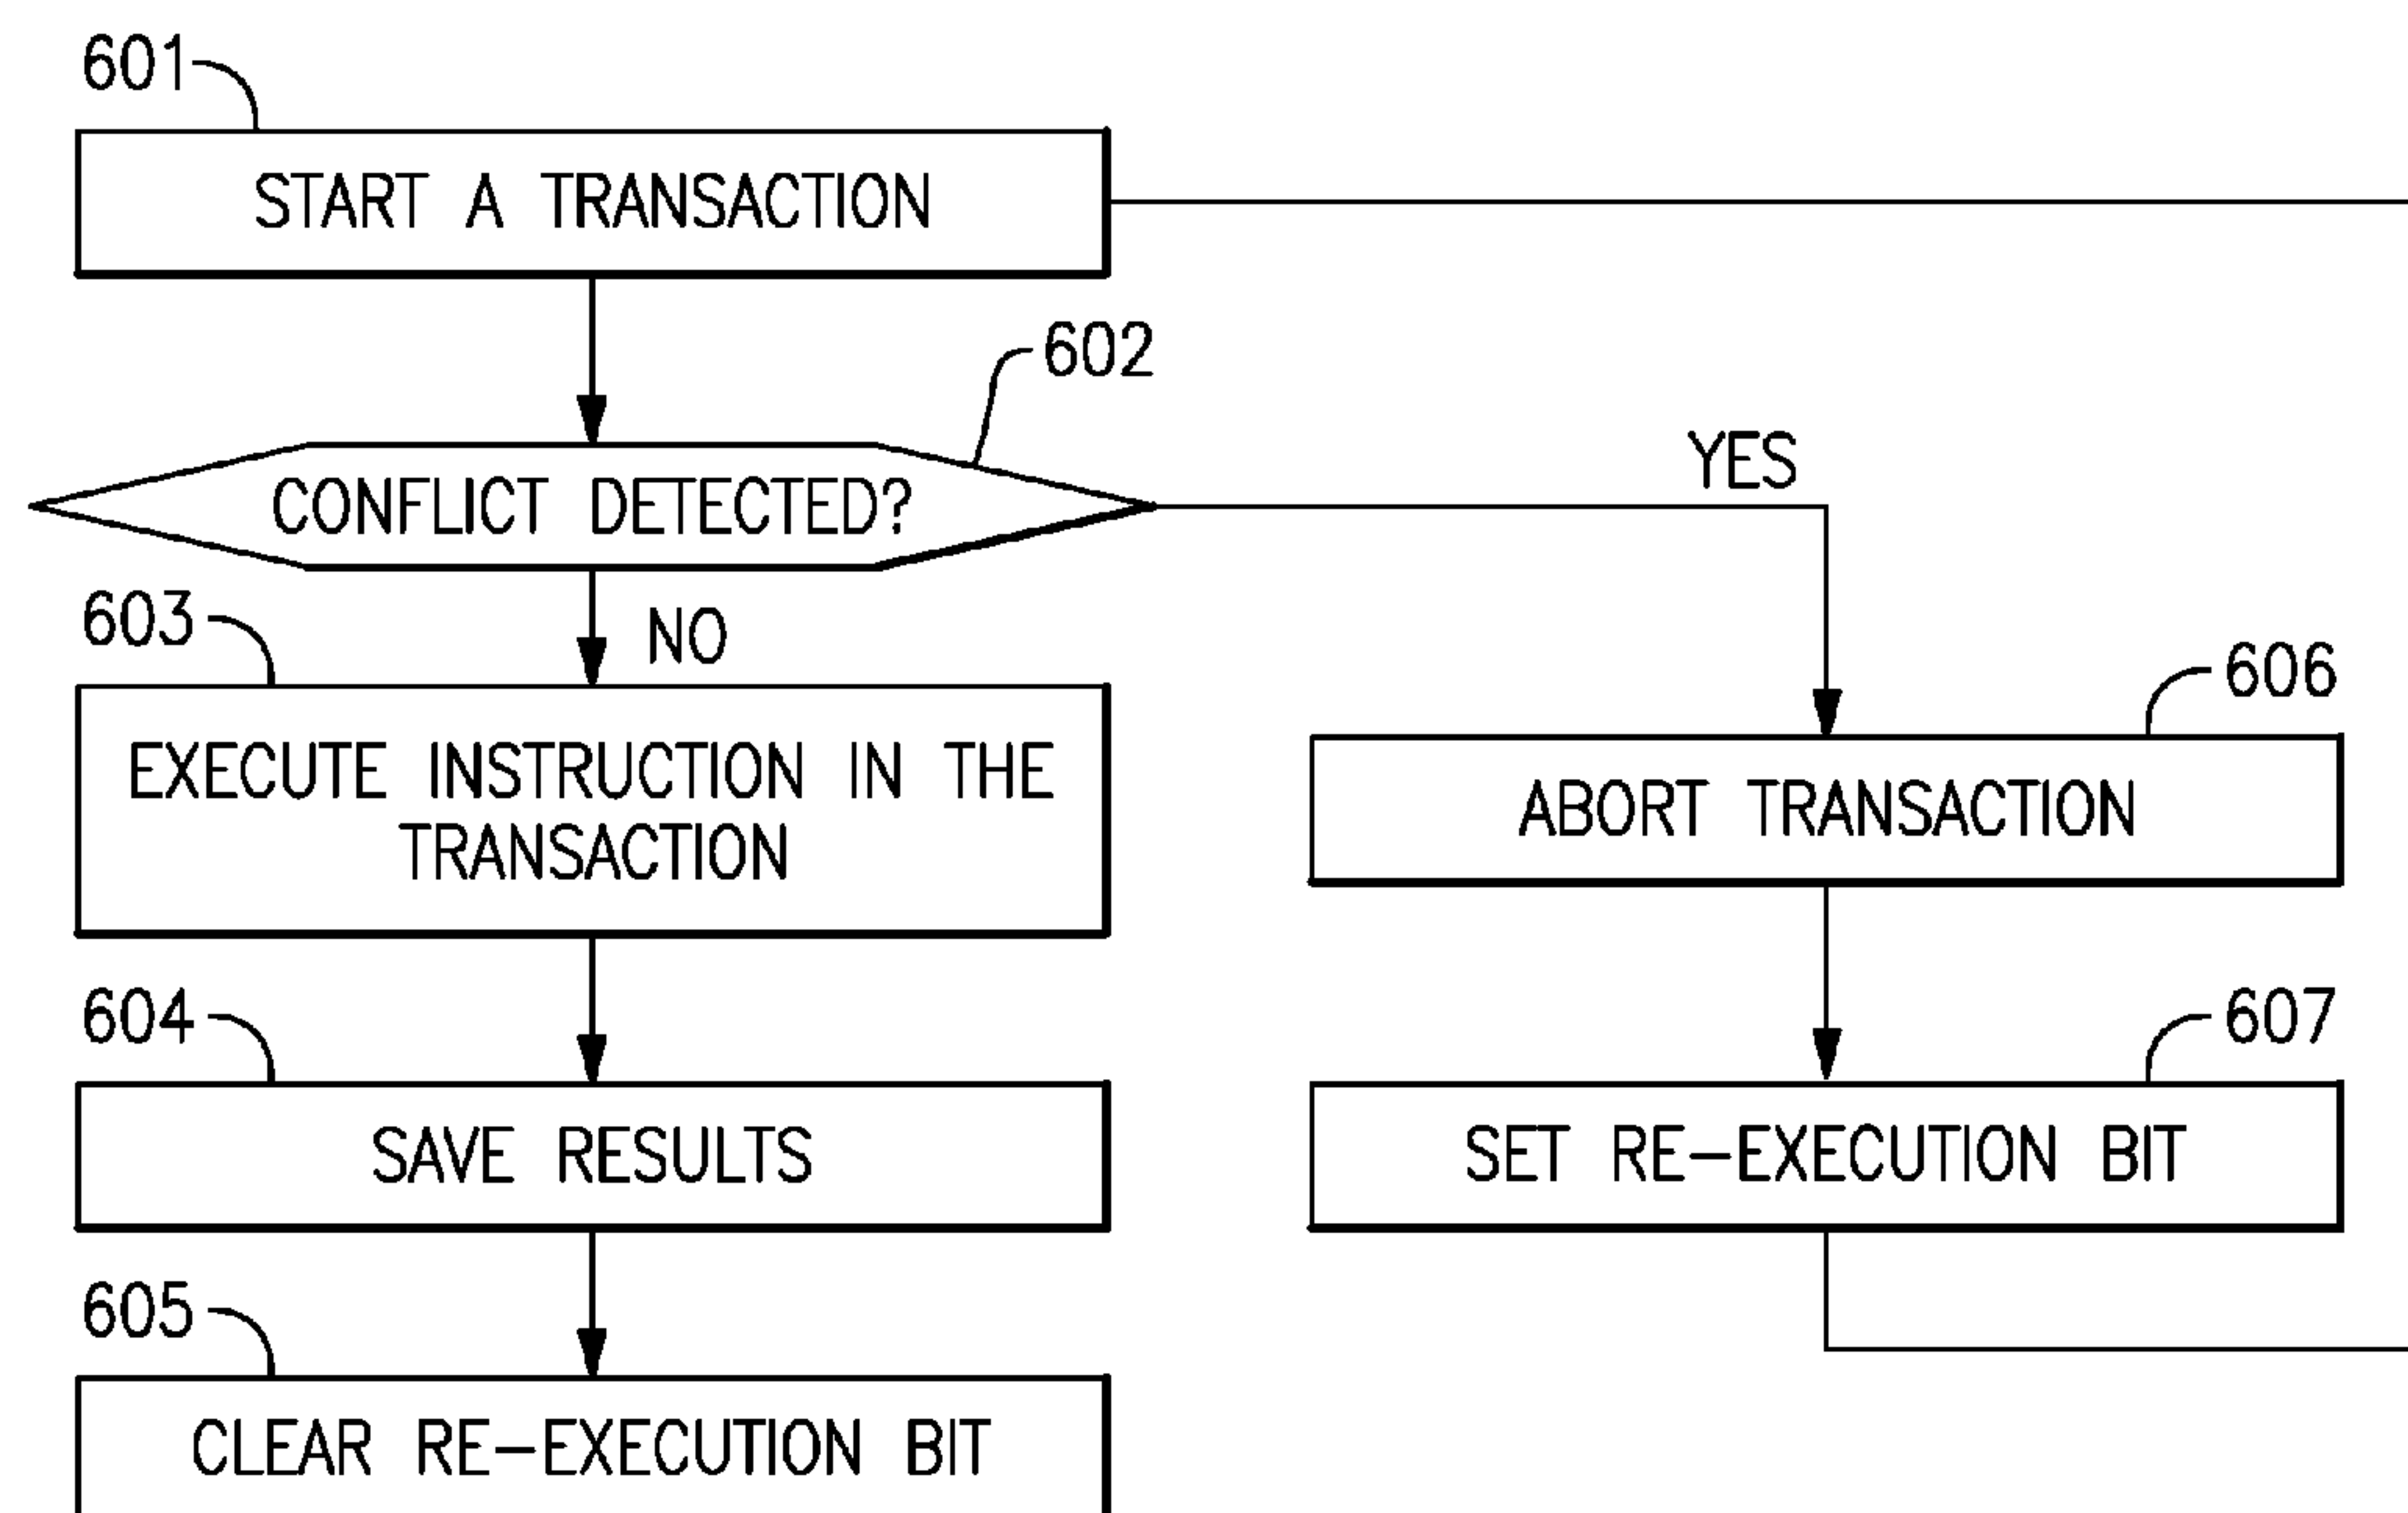 601
START A TRANSACTION
602
CONFLICT DETECTED?
YES
NO
603
EXECUTE INSTRUCTION IN THE
TRANSACTION
606
ABORT TRANSACTION
604
SAVE RESULTS
607
SET RE-EXECUTION BIT
605
CLEAR RE-EXECUTION BIT